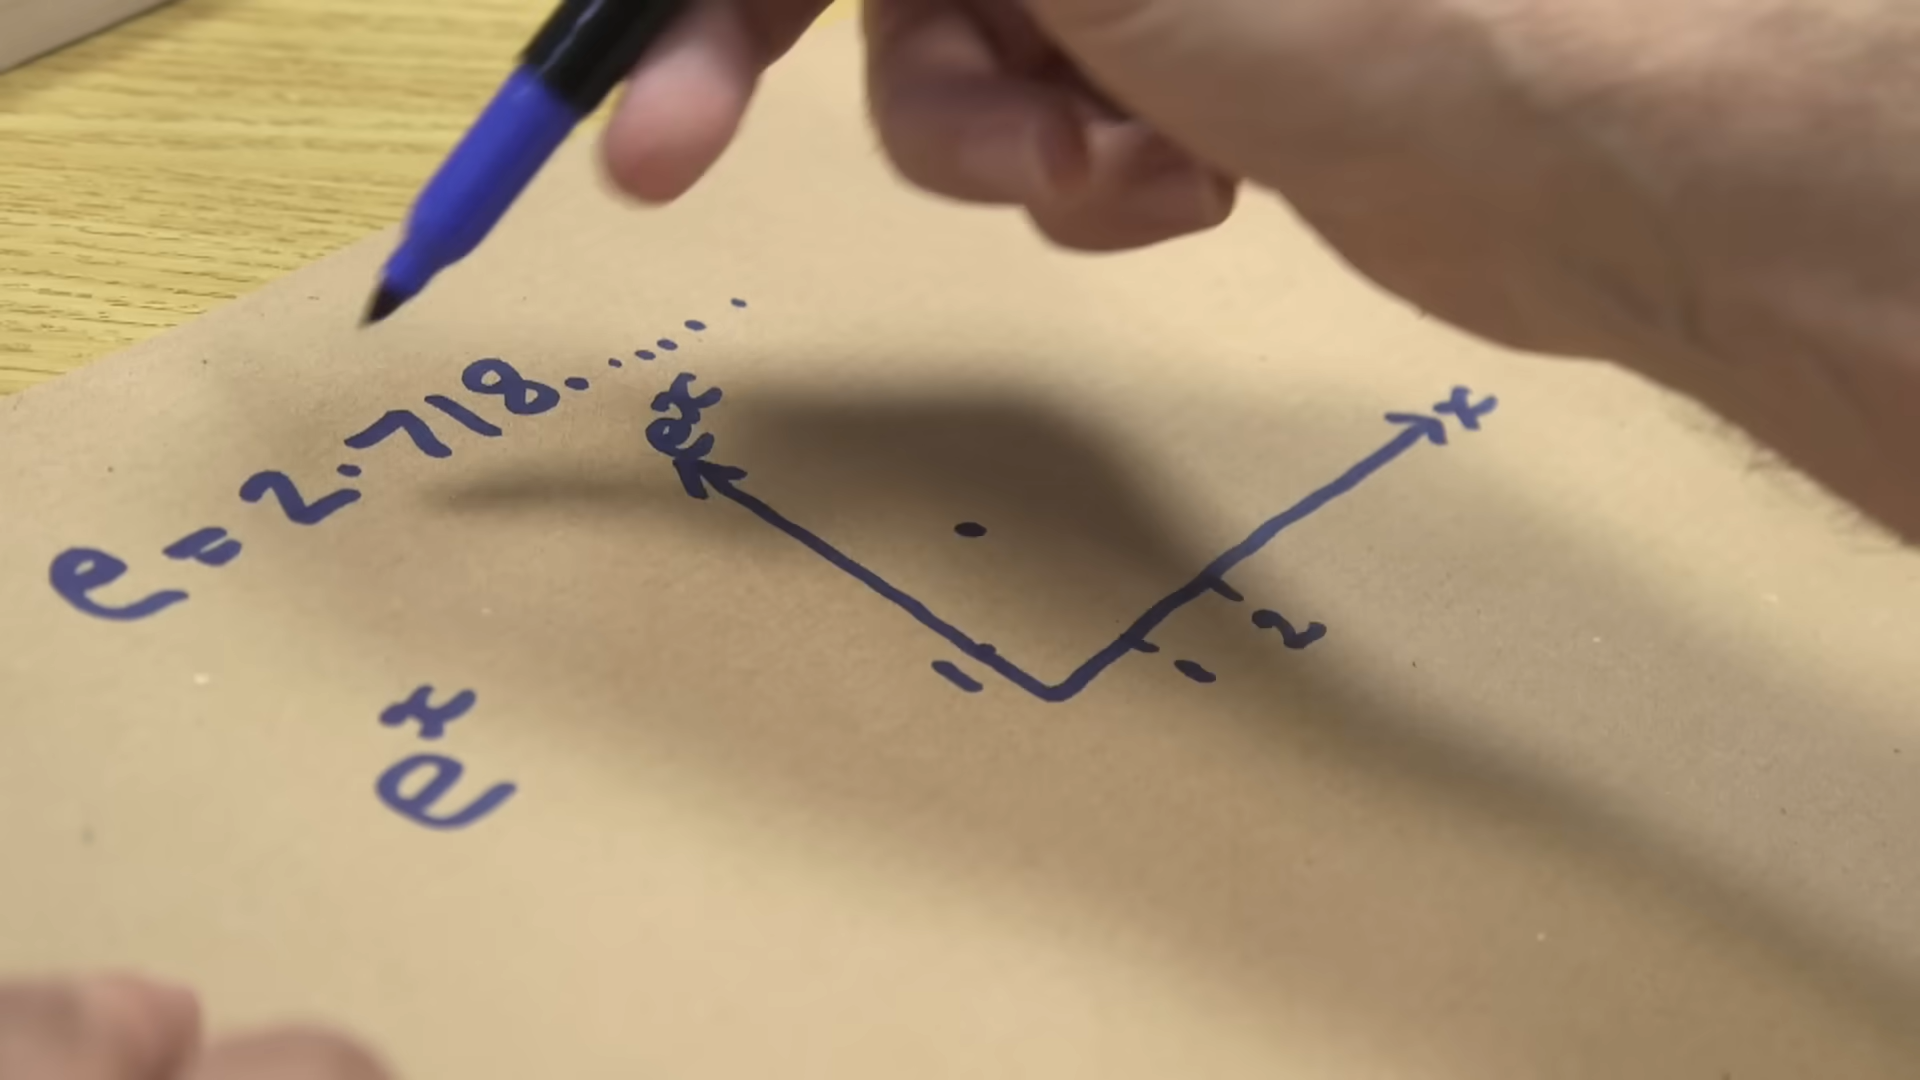 e = 2.718.......
e^x
e^x
x
1
1
2